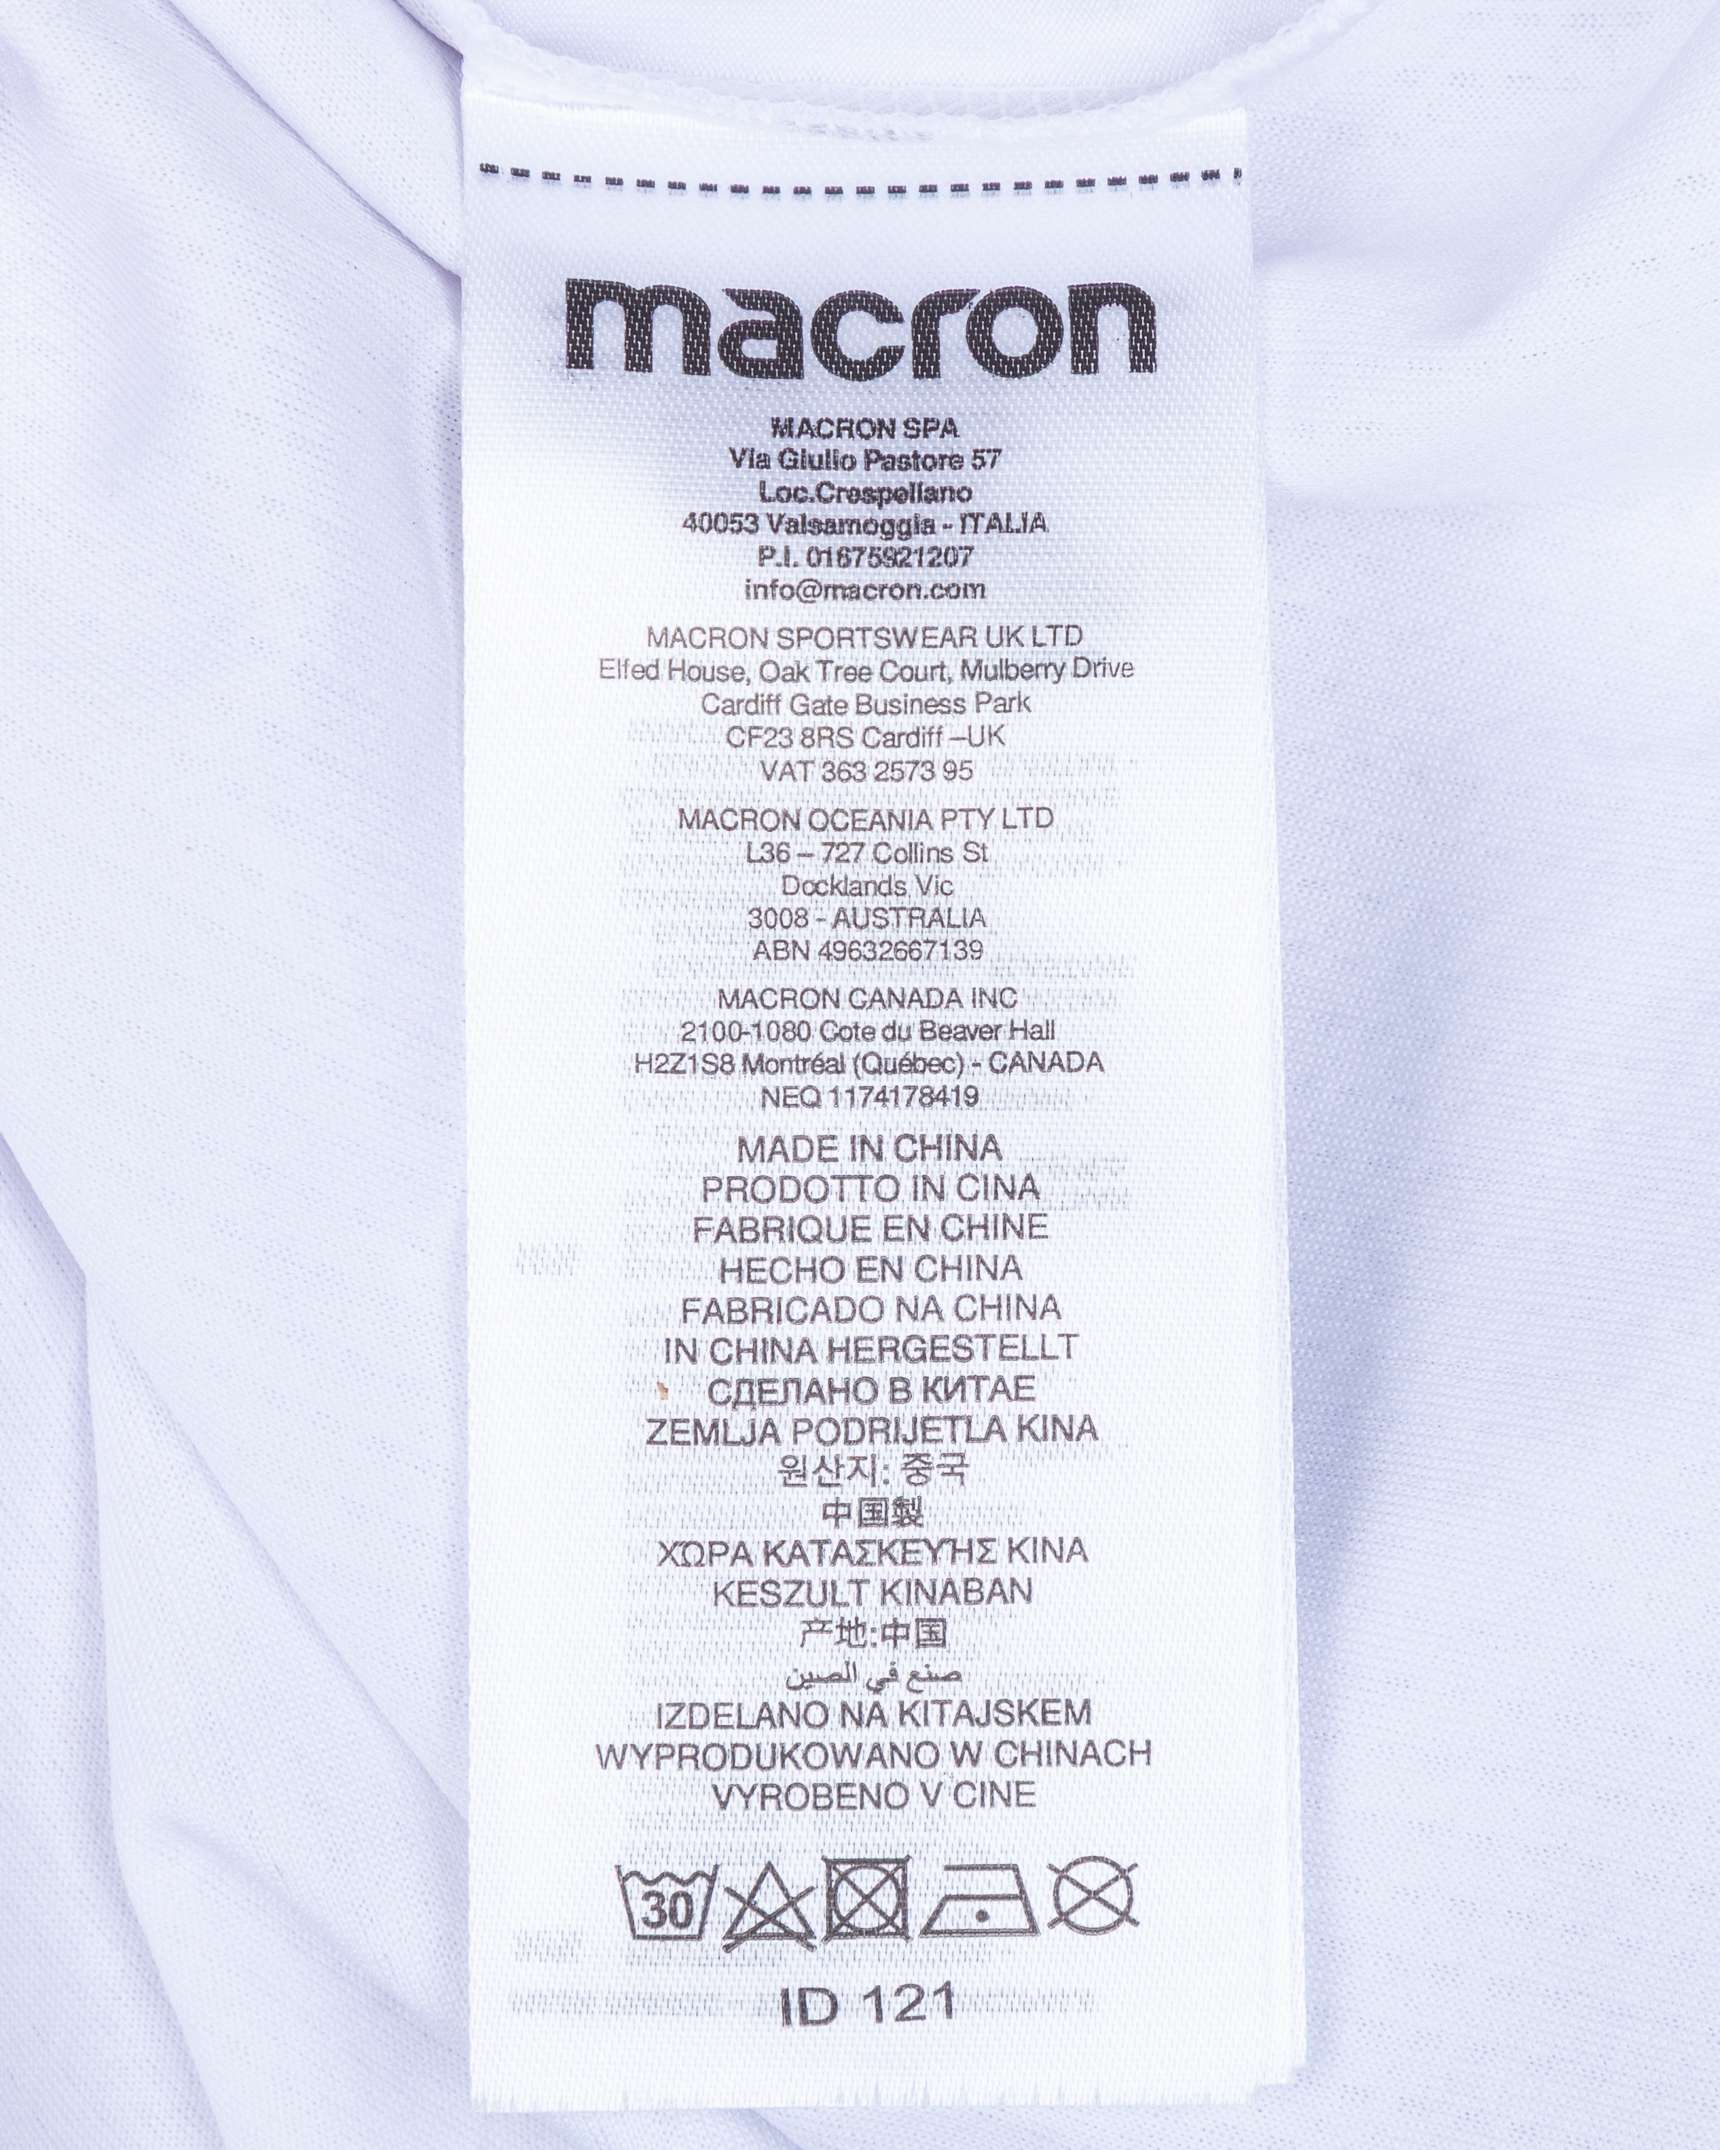 macron
MACRON SPA
Via Giulio Pastore 57
Loc.Crespellano
40053 Valsamoggia - ITALIA
P.I. 01675921207
info@macron.com
MACRON SPORTSWEAR UK LTD
Elfed House, Oak Tree Court, Mulberry Drive
Cardiff Gate Business Park
CF23 8RS Cardiff –UK
VAT 363 2573 95
MACRON OCEANIA PTY LTD
L36 – 727 Collins St
Docklands Vic
3008 - AUSTRALIA
ABN 49632667139
MACRON CANADA INC
2100-1080 Cote du Beaver Hall
H2Z1S8 Montréal (Québec) - CANADA
NEQ 1174178419
MADE IN CHINA
PRODOTTO IN CINA
FABRIQUE EN CHINE
HECHO EN CHINA
FABRICADO NA CHINA
IN CHINA HERGESTELLT
СДЕЛАНО В КИТАЕ
ZEMLJA PODRIJETLA KINA
원산지: 중국
中国製
ΧΏΡΑ ΚΑΤΑΣΚΕΥΉΣ ΚΙΝΑ
KESZULT KINABAN
产地:中国
صنع في الصين
IZDELANO NA KITAJSKEM
WYPRODUKOWANO W CHINACH
VYROBENO V CINE
30
ID 121